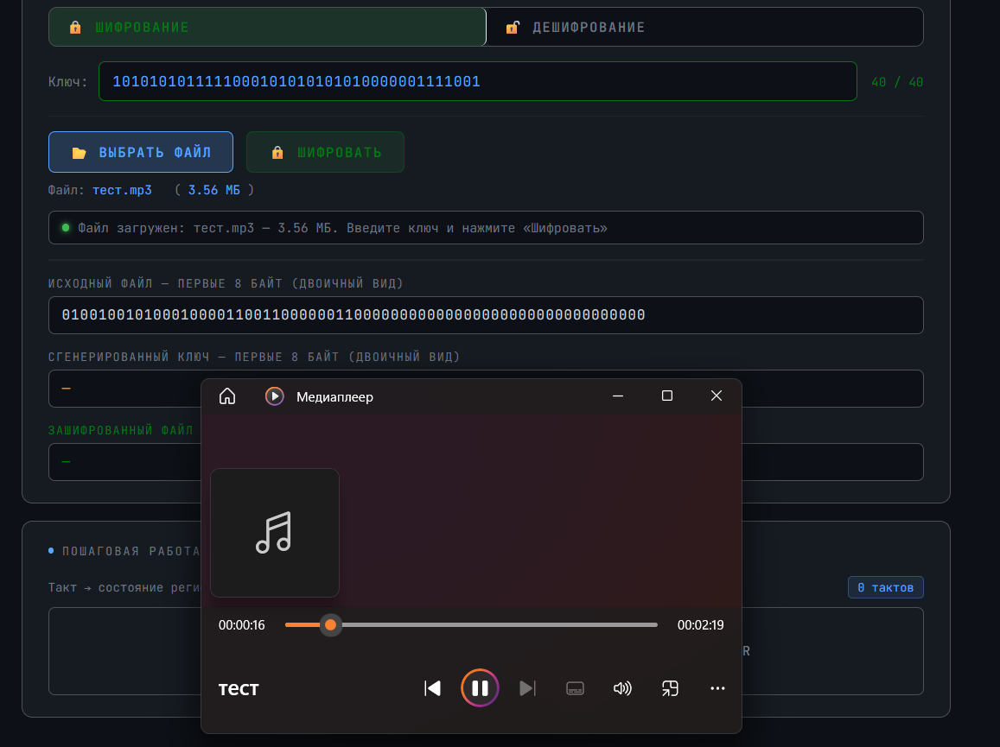 ШИФРОВАНИЕ
ДЕШИФРОВАНИЕ
Ключ: 1010101011111000101010101010000001111001 40 / 40
ВЫБРАТЬ ФАЙЛ
ШИФРОВАТЬ
Файл: тест.mp3 ( 3.56 МБ )
Файл загружен: тест.mp3 — 3.56 МБ. Введите ключ и нажмите «Шифровать»
ИСХОДНЫЙ ФАЙЛ — ПЕРВЫЕ 8 БАЙТ (ДВОИЧНЫЙ ВИД)
0100100101000100001100110000001100000000000000000000000000000000
СГЕНЕРИРОВАННЫЙ КЛЮЧ — ПЕРВЫЕ 8 БАЙТ (ДВОИЧНЫЙ ВИД)
—
ЗАШИФРОВАННЫЙ ФАЙЛ
—
Медиаплеер
00:00:16
00:02:19
тест
ПОШАГОВАЯ РАБОТА
Такт → состояние реги
0 тактов
R